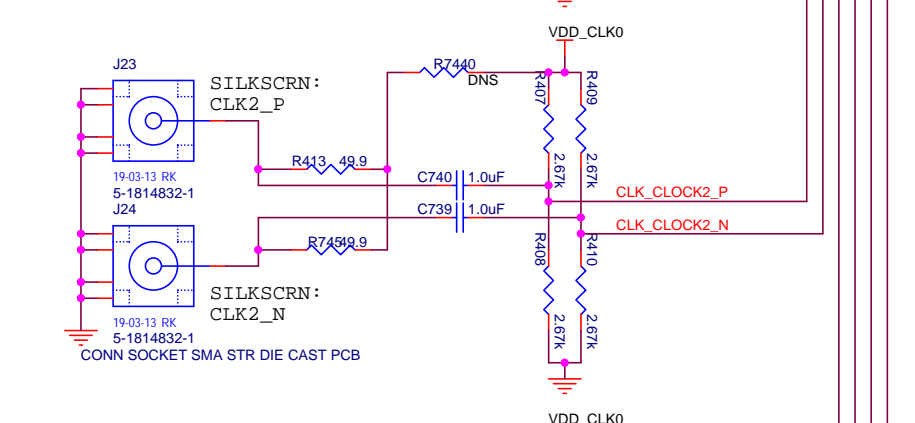 VDD_CLK0
J23
R7440
DNS
SILKSCRN:
CLK2_P
R407
R409
R413 49.9
2.67k
2.67k
19-03-13 RK
5-1814832-1
C740 1.0uF
CLK_CLOCK2_P
J24
C739 1.0uF
CLK_CLOCK2_N
R745 49.9
R408
R410
SILKSCRN:
CLK2_N
19-03-13 RK
5-1814832-1
2.67k
2.67k
CONN SOCKET SMA STR DIE CAST PCB
VDD_CLK0